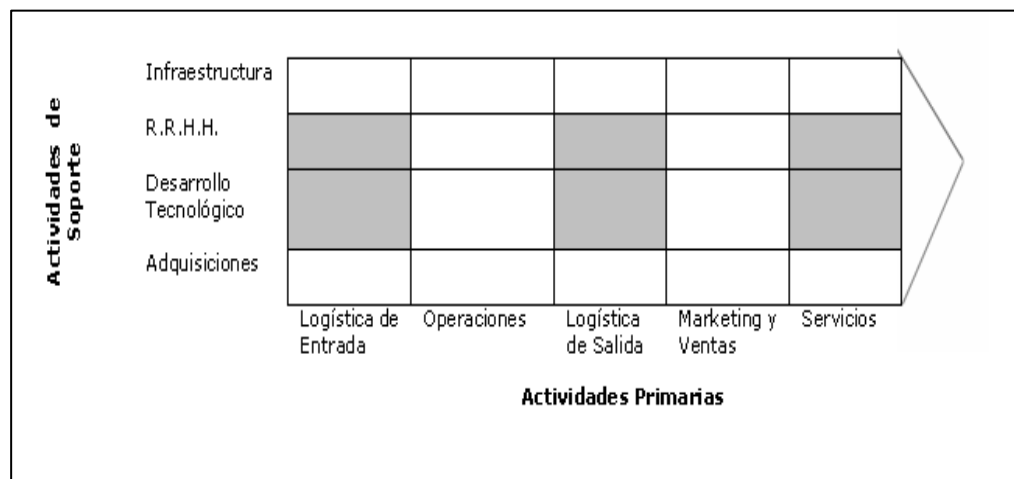 Actividades de
Soporte
Infraestructura
R.R.H.H.
Desarrollo
Tecnológico
Adquisiciones
Logística de
Entrada
Operaciones
Logística
de Salida
Marketing y
Ventas
Servicios
Actividades Primarias